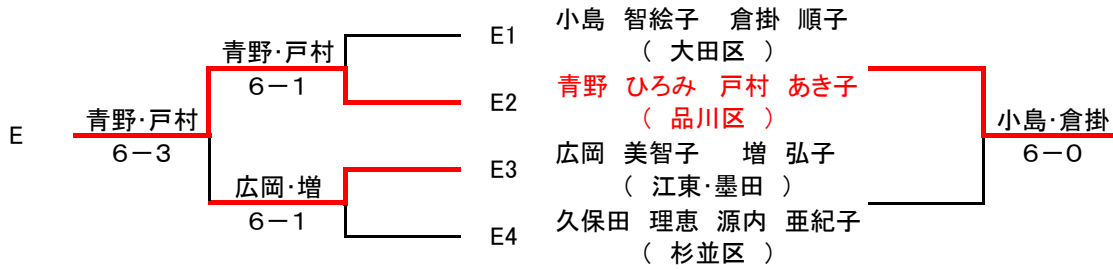 小島 智絵子 倉掛 順子
E1
青野・戸村
( 大田区 )
6－1
青野 ひろみ 戸村 あき子
E2
( 品川区 )
E
青野・戸村
小島・倉掛
6－3
6－0
広岡 美智子 増 弘子
E3
( 江東・墨田 )
広岡・増
6－1
久保田 理恵 源内 亜紀子
E4
( 杉並区 )